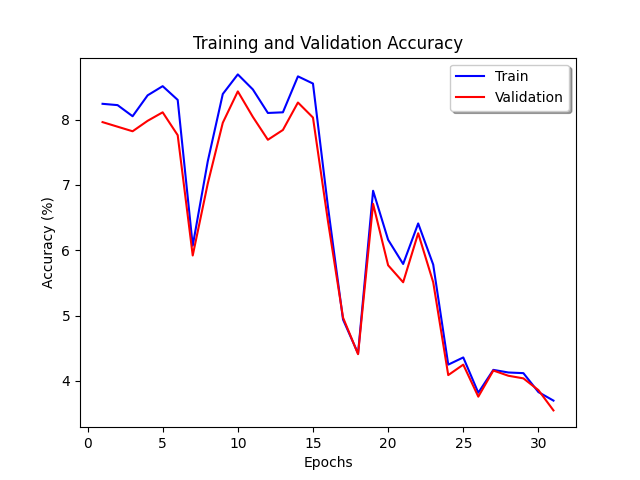 Training and Validation Accuracy
Train
Validation
Accuracy (%)
8
7
6
5
4
0 5 10 15 20 25 30
Epochs